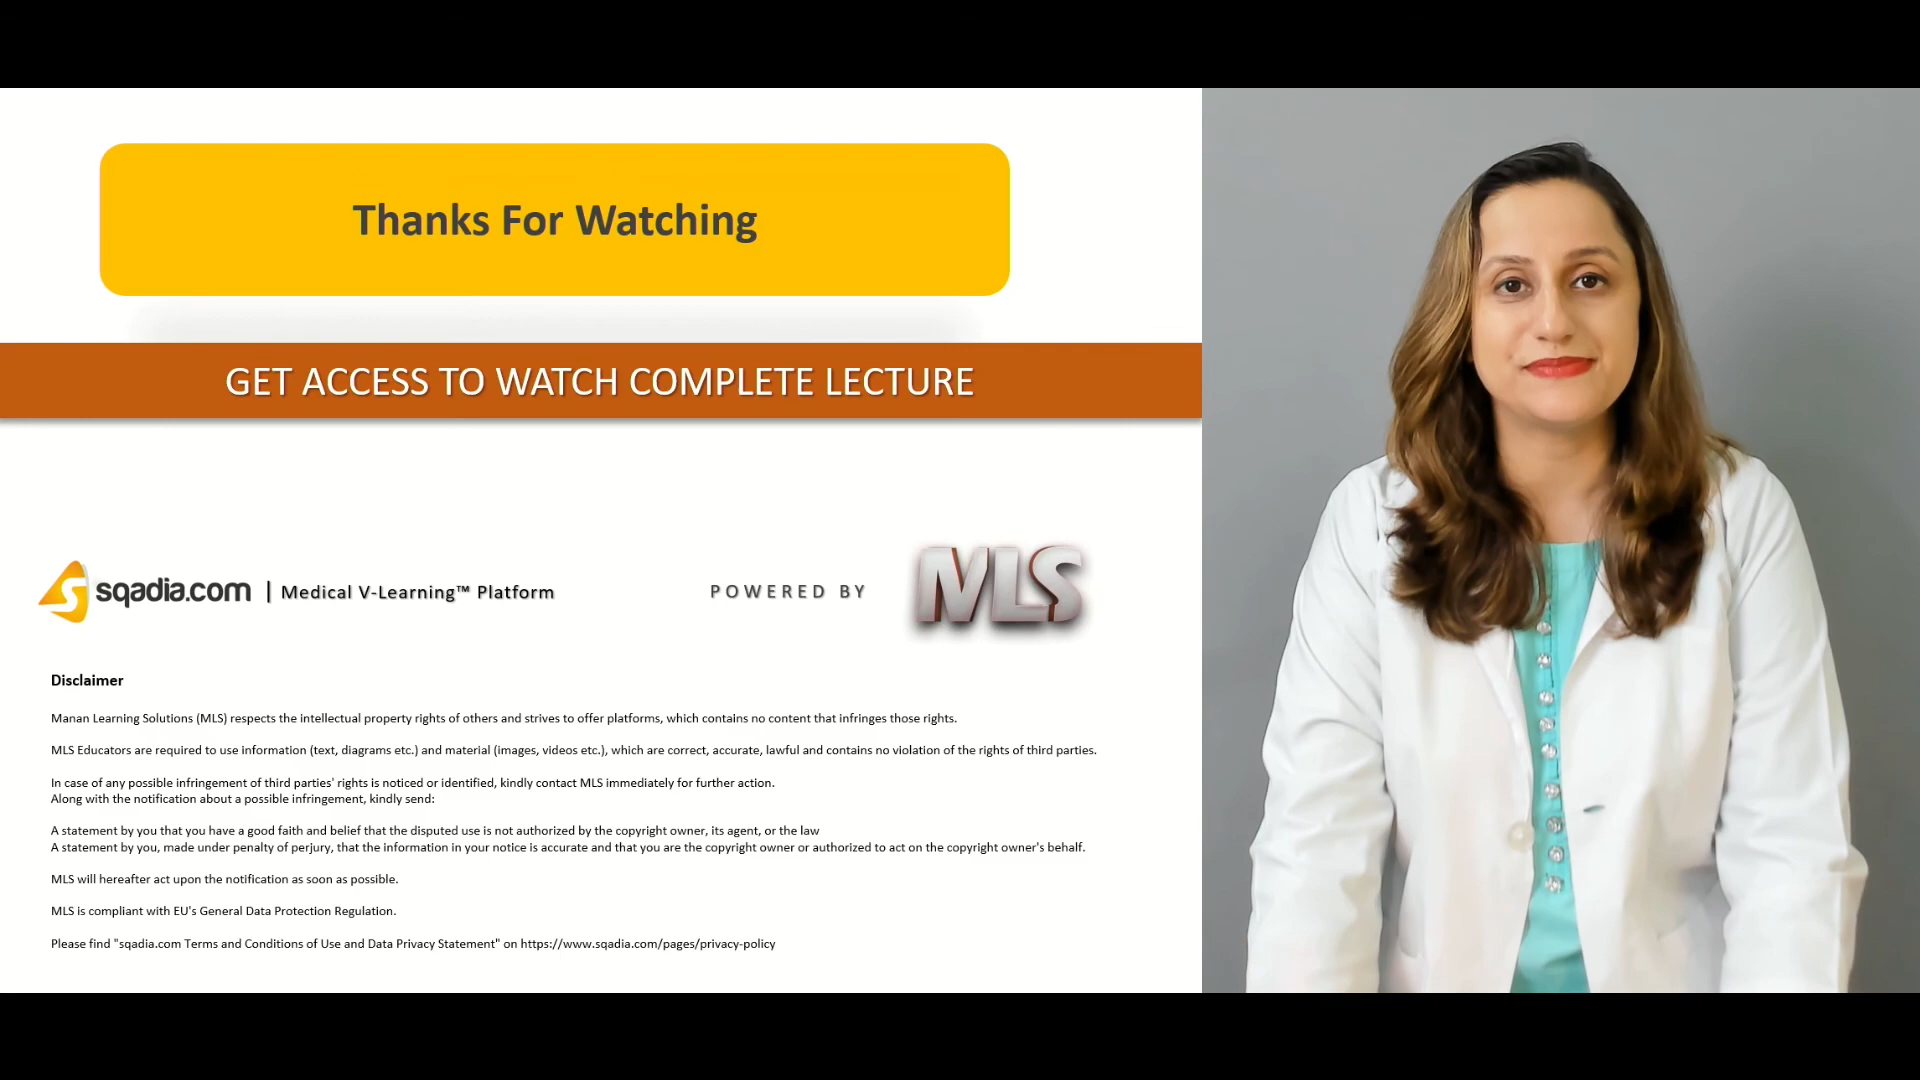 Thanks For Watching
GET ACCESS TO WATCH COMPLETE LECTURE
sqadia.com | Medical V-Learning™ Platform
POWERED BY MLS
Disclaimer
Manan Learning Solutions (MLS) respects the intellectual property rights of others and strives to offer platforms, which contains no content that infringes those rights.
MLS Educators are required to use information (text, diagrams etc.) and material (images, videos etc.), which are correct, accurate, lawful and contains no violation of the rights of third parties.
In case of any possible infringement of third parties' rights is noticed or identified, kindly contact MLS immediately for further action.
Along with the notification about a possible infringement, kindly send:
A statement by you that you have a good faith and belief that the disputed use is not authorized by the copyright owner, its agent, or the law
A statement by you, made under penalty of perjury, that the information in your notice is accurate and that you are the copyright owner or authorized to act on the copyright owner's behalf.
MLS will hereafter act upon the notification as soon as possible.
MLS is compliant with EU's General Data Protection Regulation.
Please find "sqadia.com Terms and Conditions of Use and Data Privacy Statement" on https://www.sqadia.com/pages/privacy-policy